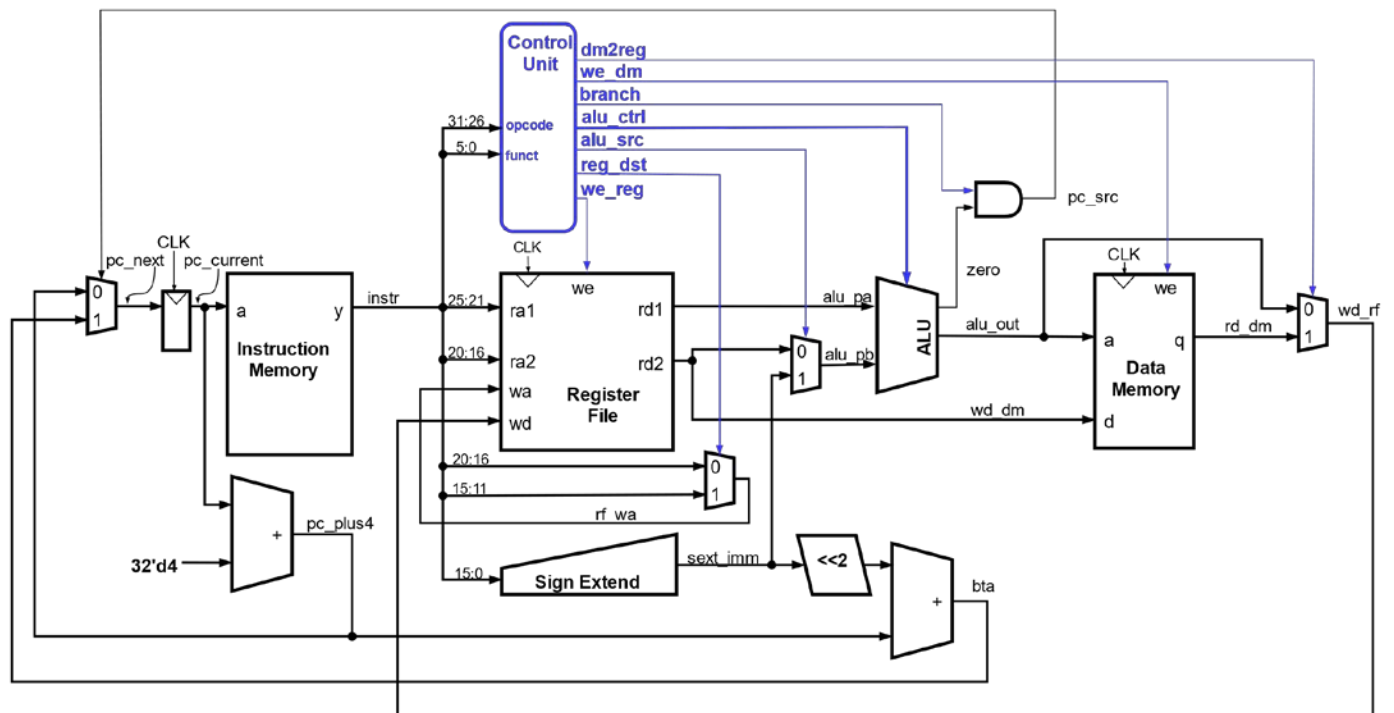 Control
Unit
dm2reg
we_dm
branch
alu_ctrl
alu_src
reg_dst
we_reg
31:26
opcode
5:0
funct
pc_src
CLK
pc_next
pc_current
CLK
zero
CLK
0
1
a
y
instr
Instruction
Memory
25:21
ra1
we
rd1
20:16
ra2
rd2
wa
wd
Register
File
alu_pa
0
1
alu_pb
ALU
alu_out
we
a
q
Data
Memory
d
rd_dm
0
1
wd_rf
wd_dm
20:16
15:11
0
1
rf_wa
pc_plus4
+
32'd4
15:0
Sign Extend
sext_imm
<<2
+
bta